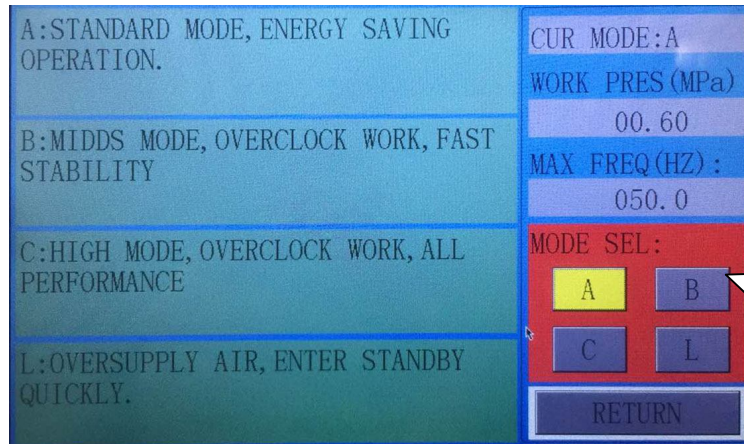 A:STANDARD MODE,ENERGY SAVING
OPERATION.
B:MIDDS MODE,OVERCLOCK WORK,FAST
STABILITY
C:HIGH MODE,OVERCLOCK WORK,ALL
PERFORMANCE
L:OVERSUPPLY AIR,ENTER STANDBY
QUICKLY.
CUR MODE:A
WORK PRES(MPa)
00.60
MAX FREQ(HZ):
050.0
MODE SEL:
A
B
C
L
RETURN